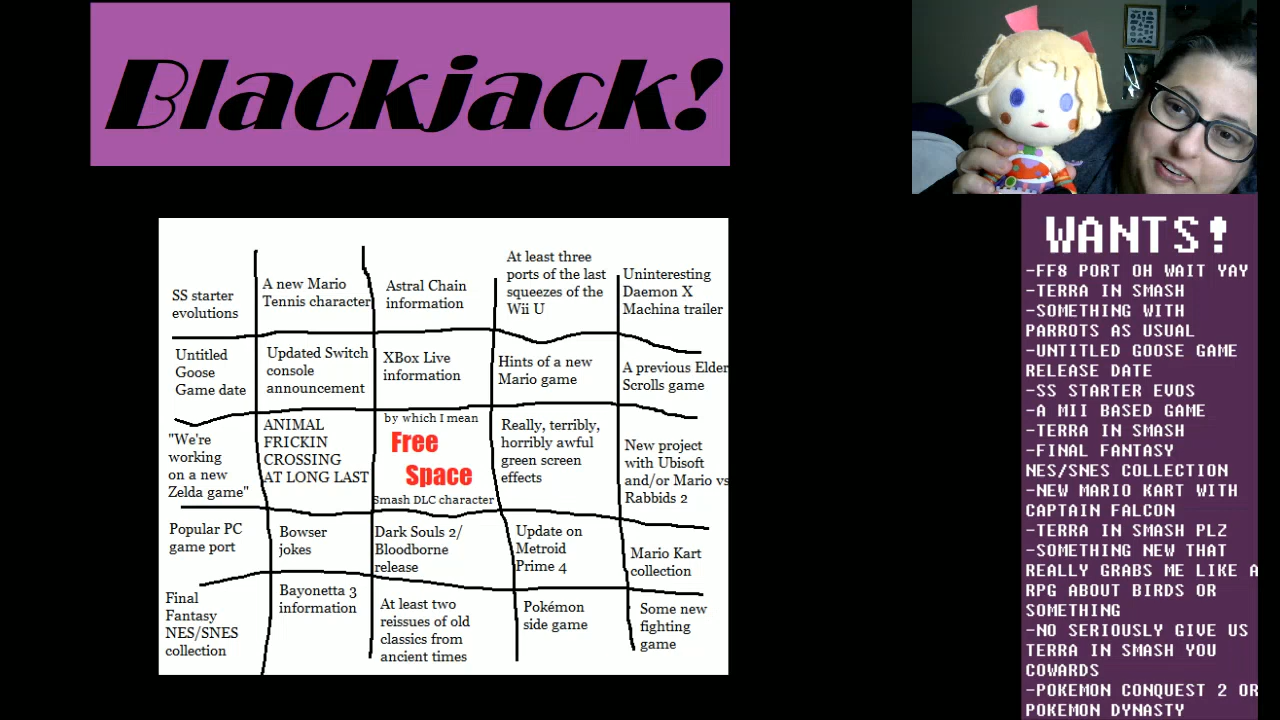 Blackjack!
SS starter
evolutions
A new Mario
Tennis character
Astral Chain
information
At least three
ports of the last
squeezes of the
Wii U
Uninteresting
Daemon X
Machina trailer
Untitled
Goose
Game date
Updated Switch
console
announcement
XBox Live
information
Hints of a new
Mario game
A previous Elder
Scrolls game
"We're
working
on a new
Zelda game"
ANIMAL
FRICKIN
CROSSING
AT LONG LAST
by which I mean
Free
Space
Smash DLC character
Really, terribly,
horribly awful
green screen
effects
New project
with Ubisoft
and/or Mario vs
Rabbids 2
Popular PC
game port
Bowser
jokes
Dark Souls 2/
Bloodborne
release
Update on
Metroid
Prime 4
Mario Kart
collection
Final
Fantasy
NES/SNES
collection
Bayonetta 3
information
At least two
reissues of old
classics from
ancient times
Pokémon
side game
Some new
fighting
game
WANTS!
-FF8 PORT OH WAIT YAY
-TERRA IN SMASH
-SOMETHING WITH
PARROTS AS USUAL
-UNTITLED GOOSE GAME
RELEASE DATE
-SS STARTER EVOS
-A MII BASED GAME
-TERRA IN SMASH
-FINAL FANTASY
NES/SNES COLLECTION
-NEW MARIO KART WITH
CAPTAIN FALCON
-TERRA IN SMASH PLZ
-SOMETHING NEW THAT
REALLY GRABS ME LIKE A
RPG ABOUT BIRDS OR
SOMETHING
-NO SERIOUSLY GIVE US
TERRA IN SMASH YOU
COWARDS
-POKEMON CONQUEST 2 OR
POKEMON DYNASTY